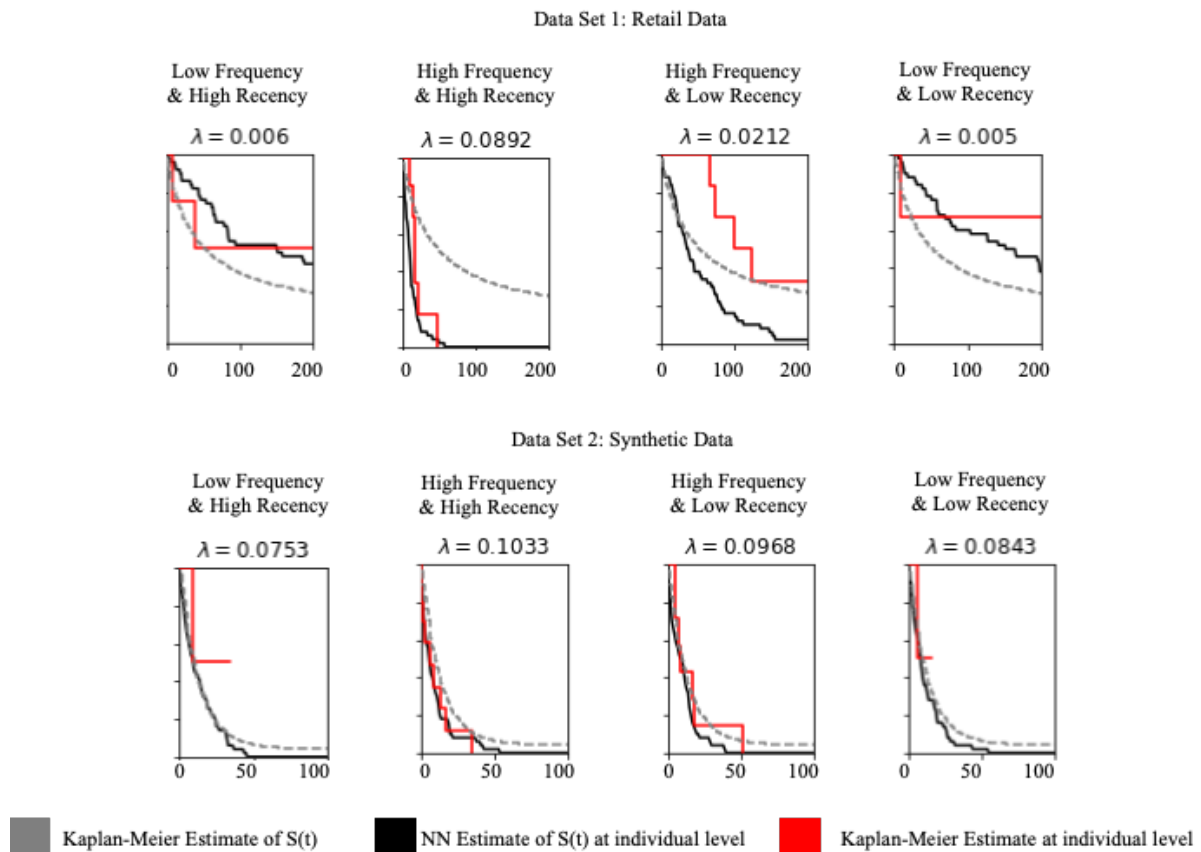 Data Set 1: Retail Data
Low Frequency
& High Recency
λ = 0.006
High Frequency
& High Recency
λ = 0.0892
High Frequency
& Low Recency
λ = 0.0212
Low Frequency
& Low Recency
λ = 0.005
0 100 200
0 100 200
0 100 200
0 100 200
Data Set 2: Synthetic Data
Low Frequency
& High Recency
λ = 0.0753
High Frequency
& High Recency
λ = 0.1033
High Frequency
& Low Recency
λ = 0.0968
Low Frequency
& Low Recency
λ = 0.0843
0 50 100
0 50 100
0 50 100
0 50 100
Kaplan-Meier Estimate of S(t)
NN Estimate of S(t) at individual level
Kaplan-Meier Estimate at individual level